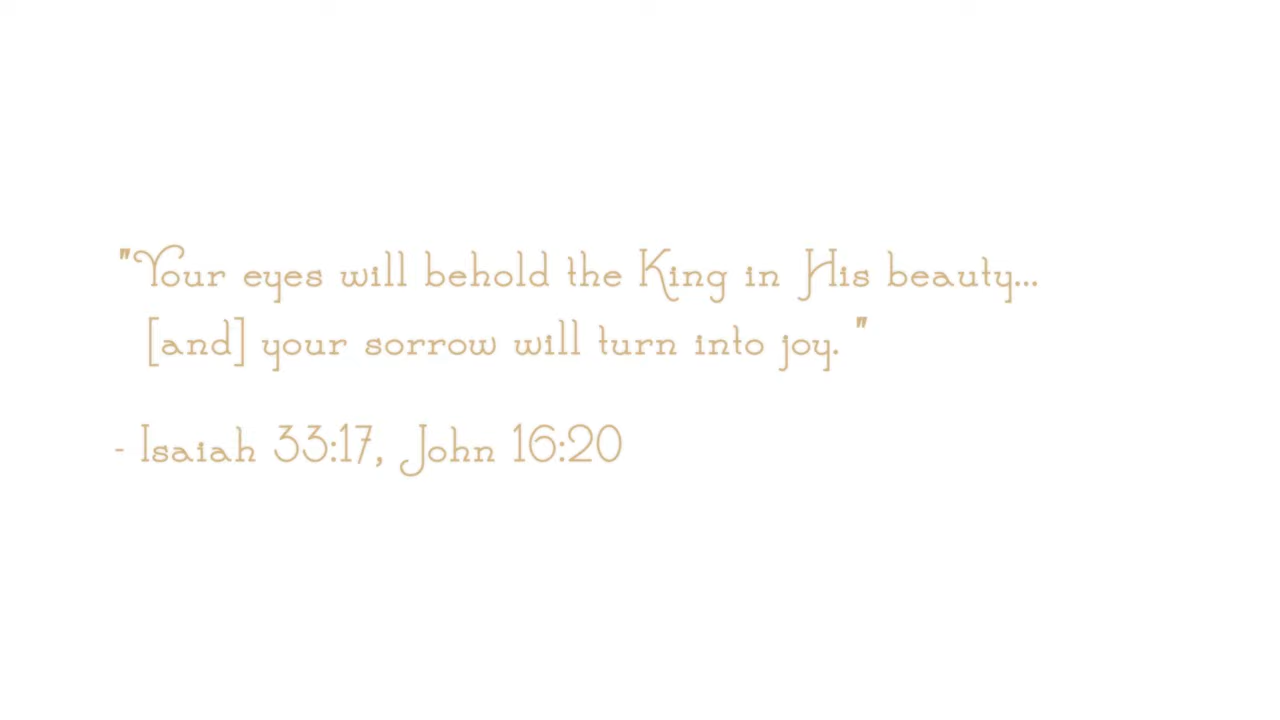 "Your eyes will behold the King in His beauty...
[and] your sorrow will turn into joy. "
- Isaiah 33:17, John 16:20